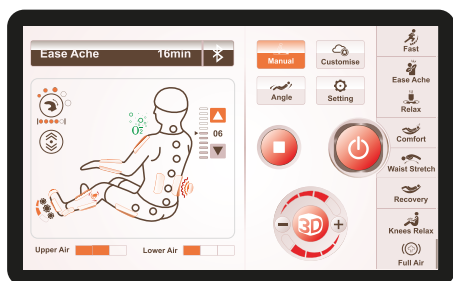 Ease Ache 16min
O₂
06
Upper Air Lower Air
Manual
Customise
Angle
Setting
3D
Fast
Ease Ache
Relax
Comfort
Waist Stretch
Recovery
Knees Relax
Full Air